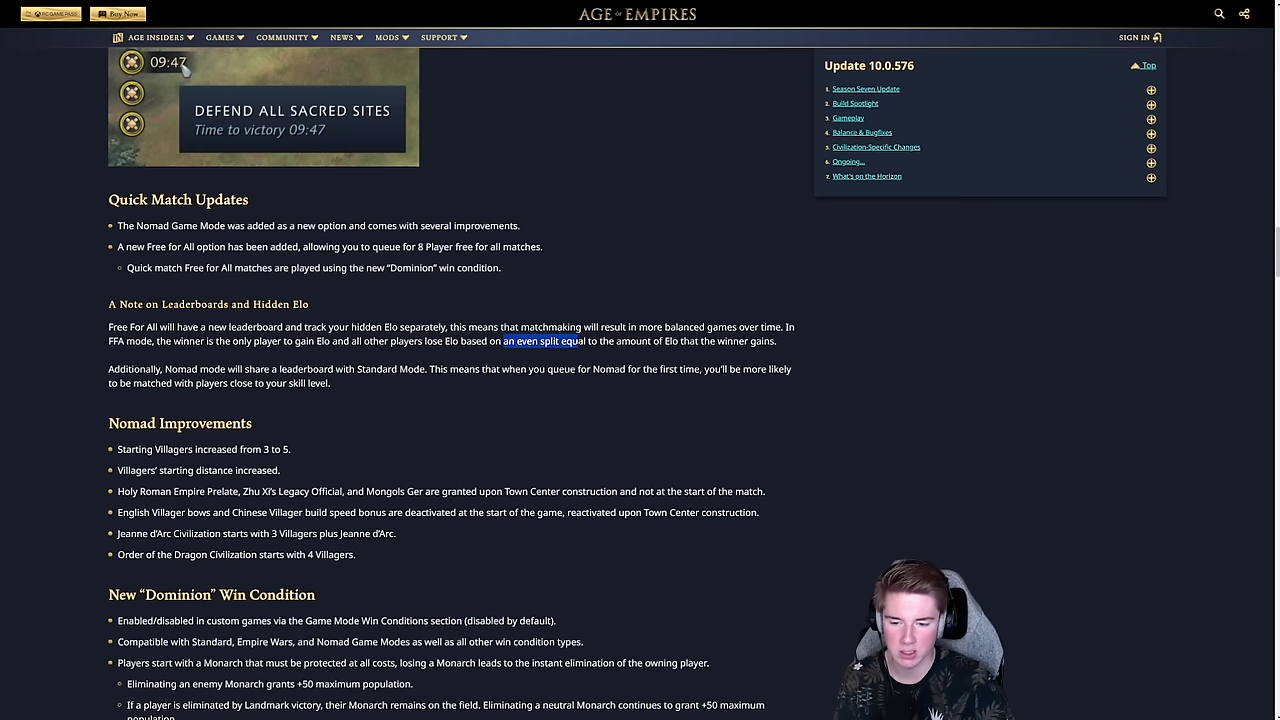 PC GAME PASS
Buy Now
AGE OF EMPIRES
AGE INSIDERS
GAMES
COMMUNITY
NEWS
MODS
SUPPORT
SIGN IN
09:47
DEFEND ALL SACRED SITES
Time to victory 09:47
Update 10.0.576
Top
1. Season Seven Update
2. Build Spotlight
3. Gameplay
4. Balance & Bugfixes
5. Civilization-Specific Changes
6. Ongoing...
7. What's on the Horizon
Quick Match Updates
The Nomad Game Mode was added as a new option and comes with several improvements.
A new Free for All option has been added, allowing you to queue for 8 Player free for all matches.
Quick match Free for All matches are played using the new “Dominion” win condition.
A Note on Leaderboards and Hidden Elo
Free For All will have a new leaderboard and track your hidden Elo separately, this means that matchmaking will result in more balanced games over time. In
FFA mode, the winner is the only player to gain Elo and all other players lose Elo based on an even split equal to the amount of Elo that the winner gains.
Additionally, Nomad mode will share a leaderboard with Standard Mode. This means that when you queue for Nomad for the first time, you’ll be more likely
to be matched with players close to your skill level.
Nomad Improvements
Starting Villagers increased from 3 to 5.
Villagers’ starting distance increased.
Holy Roman Empire Prelate, Zhu Xi’s Legacy Official, and Mongols Ger are granted upon Town Center construction and not at the start of the match.
English Villager bows and Chinese Villager build speed bonus are deactivated at the start of the game, reactivated upon Town Center construction.
Jeanne d’Arc Civilization starts with 3 Villagers plus Jeanne d’Arc.
Order of the Dragon Civilization starts with 4 Villagers.
New “Dominion” Win Condition
Enabled/disabled in custom games via the Game Mode Win Conditions section (disabled by default).
Compatible with Standard, Empire Wars, and Nomad Game Modes as well as all other win condition types.
Players start with a Monarch that must be protected at all costs, losing a Monarch leads to the instant elimination of the owning player.
Eliminating an enemy Monarch grants +50 maximum population.
If a player is eliminated by Landmark victory, their Monarch remains on the field. Eliminating a neutral Monarch continues to grant +50 maximum
population.